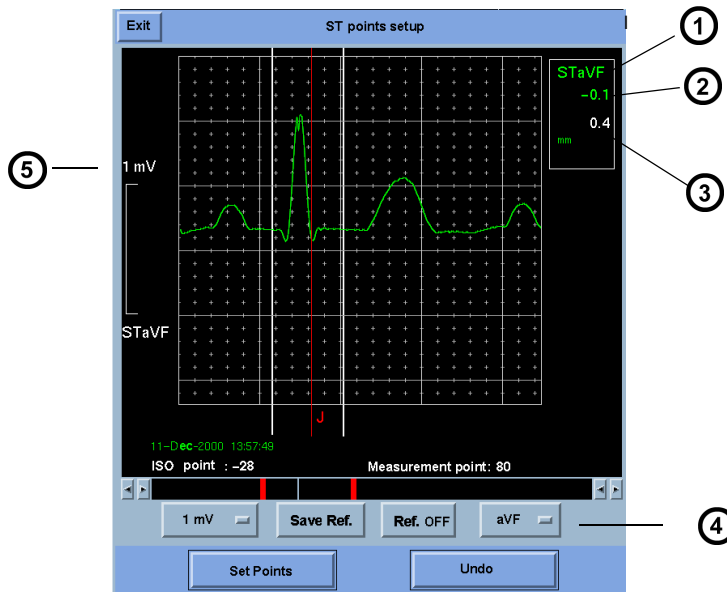 Exit
ST points setup
1
STaVF
2
-0.1
0.4
mm
3
5
1 mV
STaVF
J
11-Dec-2000 13:57:49
ISO point : -28
Measurement point: 80
1 mV
Save Ref.
Ref. OFF
aVF
4
Set Points
Undo